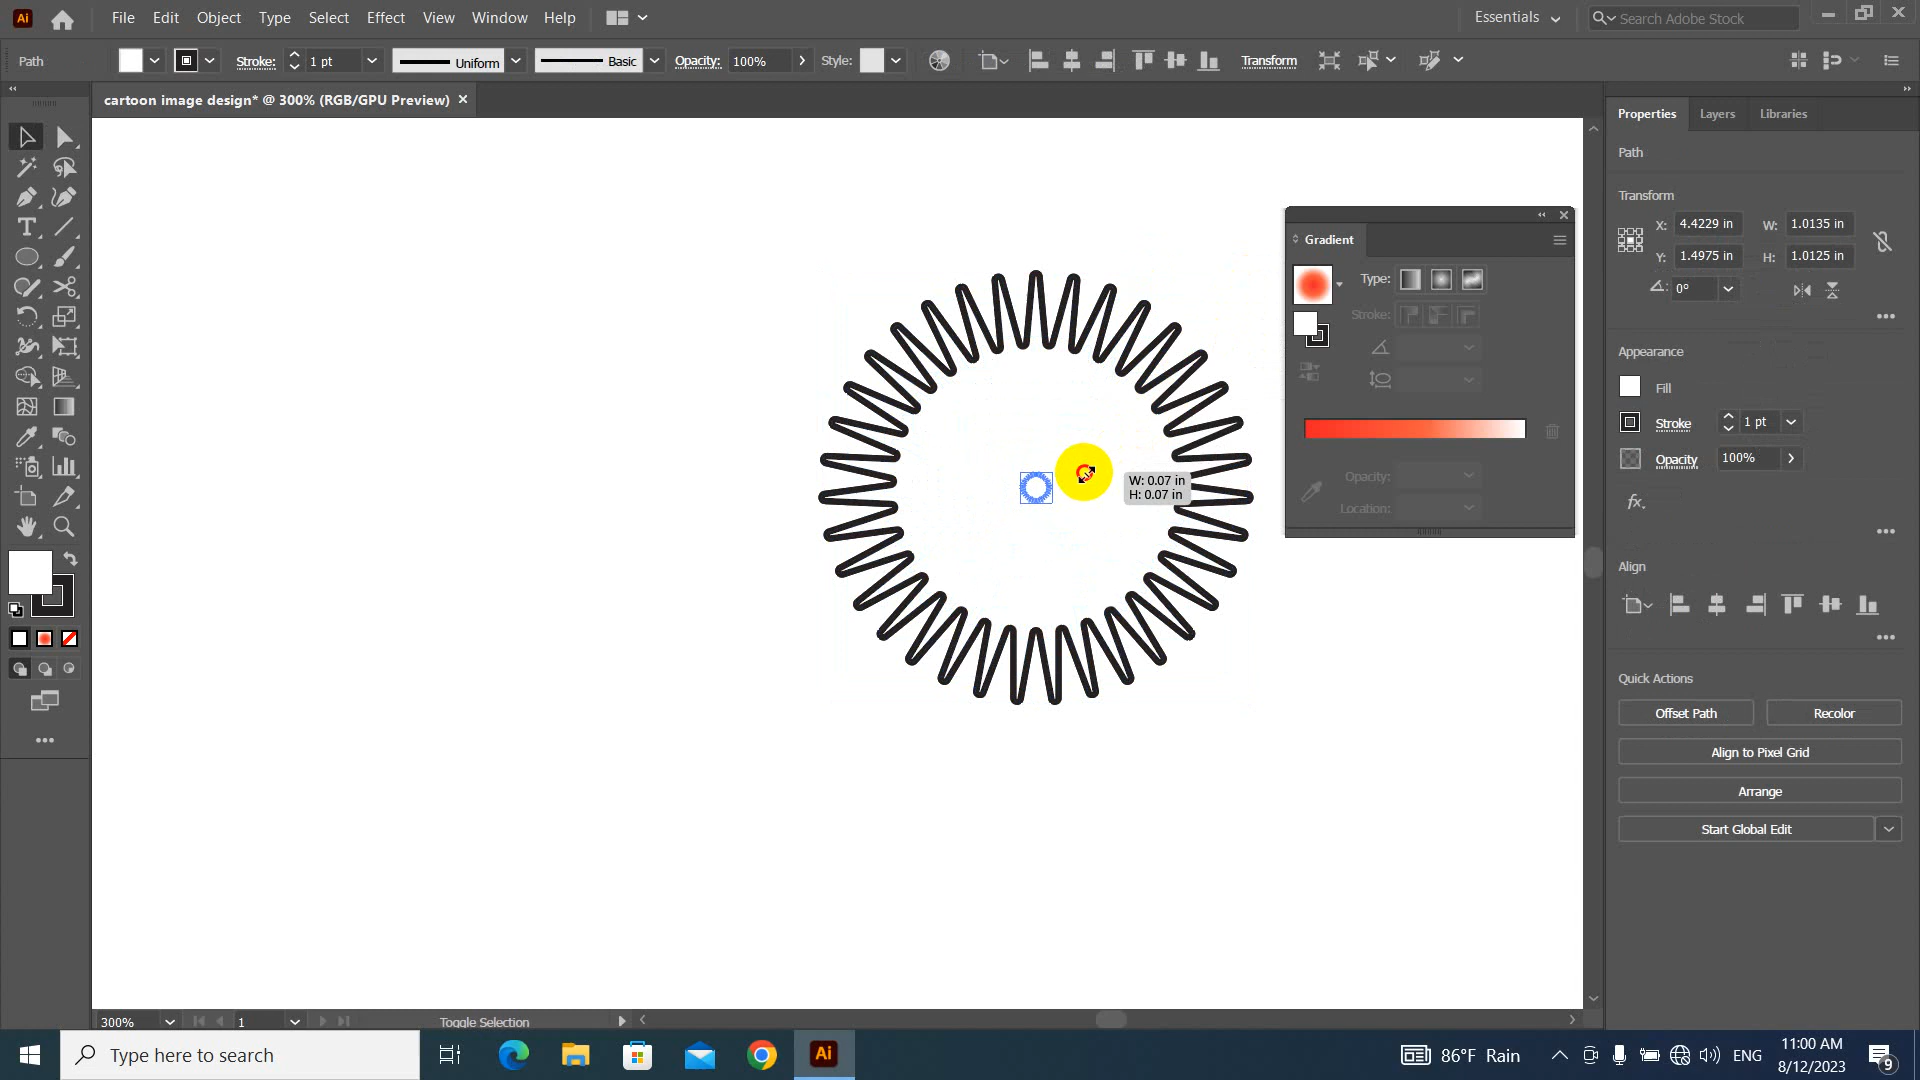 Ai File Edit Object Type Select Effect View Window Help Essentials Search Adobe Stock
Path Stroke: 1 pt Uniform Basic Opacity: 100% Style: Transform
cartoon image design* @ 300% (RGB/GPU Preview)
Properties Layers Libraries
Path
Transform
X: 4.4229 in W: 1.0135 in
Y: 1.4975 in H: 1.0125 in
0°
Appearance
Fill
Stroke 1 pt
Opacity 100%
fx.
Align
Quick Actions
Offset Path Recolor
Align to Pixel Grid
Arrange
Start Global Edit
Gradient
Type:
Stroke:
Opacity:
Location:
W: 0.07 in
H: 0.07 in
300% 1 Toggle Selection
Type here to search
Ai
86°F Rain
ENG
11:00 AM
8/12/2023
9